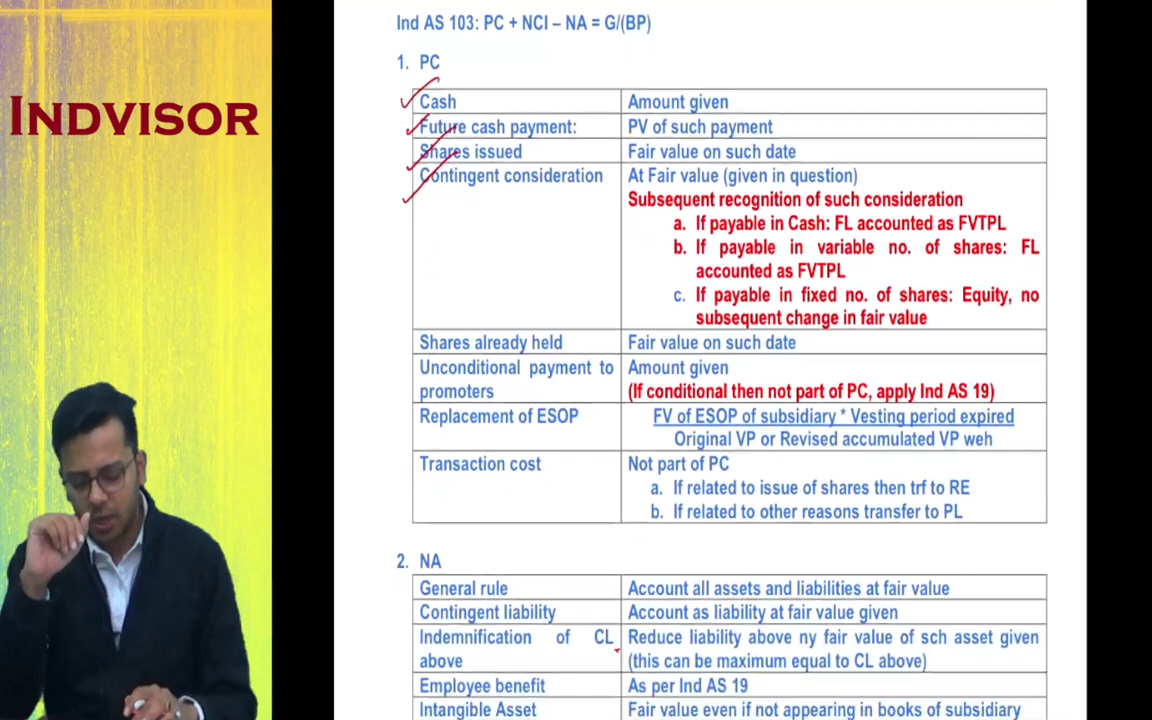 INDVISOR
Ind AS 103: PC + NCI – NA = G/(BP)
1. PC
Cash Amount given
Future cash payment: PV of such payment
Shares issued Fair value on such date
Contingent consideration At Fair value (given in question)
Subsequent recognition of such consideration
a. If payable in Cash: FL accounted as FVTPL
b. If payable in variable no. of shares: FL
accounted as FVTPL
c. If payable in fixed no. of shares: Equity, no
subsequent change in fair value
Shares already held Fair value on such date
Unconditional payment to Amount given
promoters (If conditional then not part of PC, apply Ind AS 19)
Replacement of ESOP FV of ESOP of subsidiary * Vesting period expired
Original VP or Revised accumulated VP weh
Transaction cost Not part of PC
a. If related to issue of shares then trf to RE
b. If related to other reasons transfer to PL
2. NA
General rule Account all assets and liabilities at fair value
Contingent liability Account as liability at fair value given
Indemnification of CL Reduce liability above ny fair value of sch asset given
above (this can be maximum equal to CL above)
Employee benefit As per Ind AS 19
Intangible Asset Fair value even if not appearing in books of subsidiary